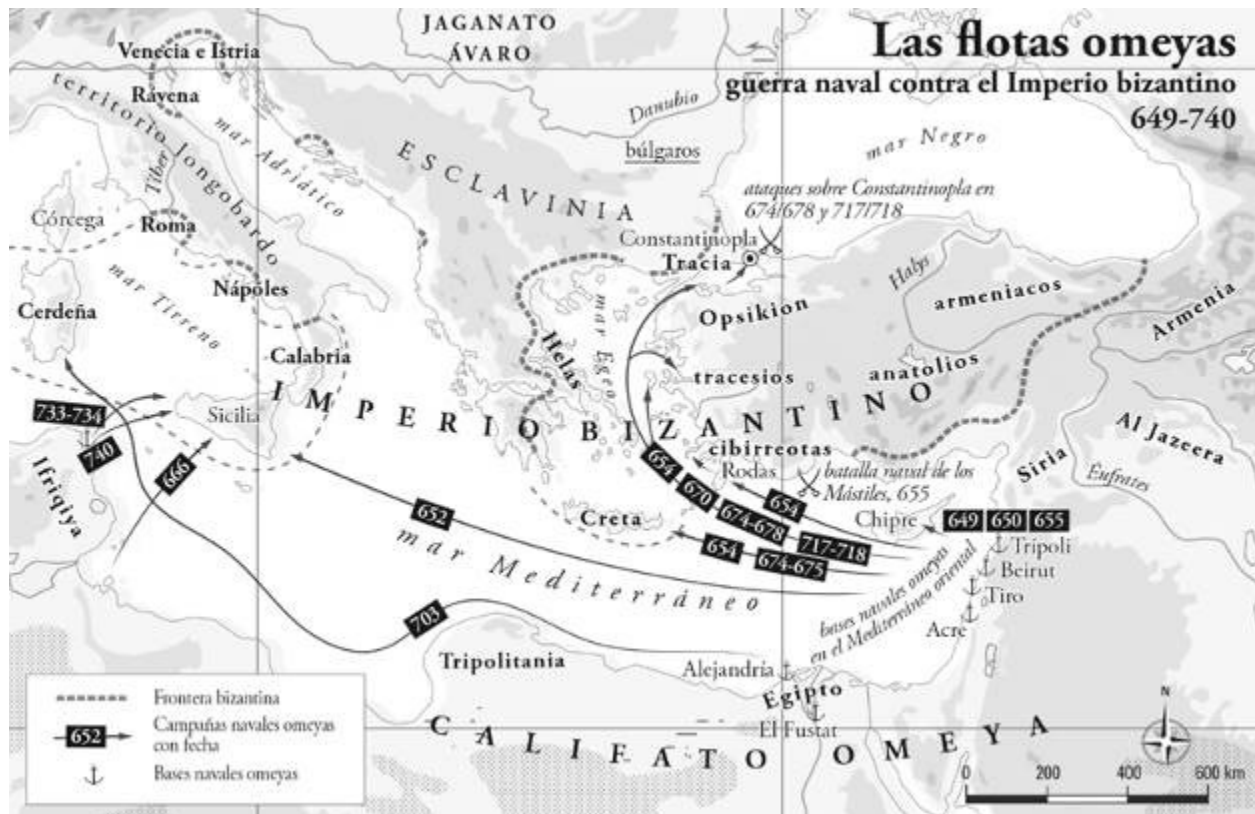 Las flotas omeyas
guerra naval contra el Imperio bizantino
649-740
JAGANATO
ÁVARO
Venecia e Istria
Rávena
territorio longobardo
mar Adriático
Tíber
Danubio
búlgaros
mar Negro
ESCLAVINIA
ataques sobre Constantinopla en
674/678 y 717/718
Córcega
Roma
Constantinopla
Tracia
Halys
armeniacos
Armenia
mar Tirreno
Nápóles
Cerdeña
Opsikion
mar Egeo
Helas
Calabria
tracesios
anatolios
IMPERIO BIZANTINO
733-734
740
Sicilia
666
Ifriqiya
cibirreotas
Rodas
batalla naval de los
Mástiles, 655
Siria
Al Jazeera
Éufrates
654
670
674-678
717-718
654
Chipre
649 650 655
Creta
652
654
674-675
mar Mediterráneo
Trípoli
Beirut
Tiro
Acre
bases navales omeyas
en el Mediterráneo oriental
703
Tripolitania
Alejandría
Egipto
El Fustat
CALIFATO OMEYA
Frontera bizantina
652
Campañas navales omeyas
con fecha
Bases navales omeyas
N
0 200 400 600 km